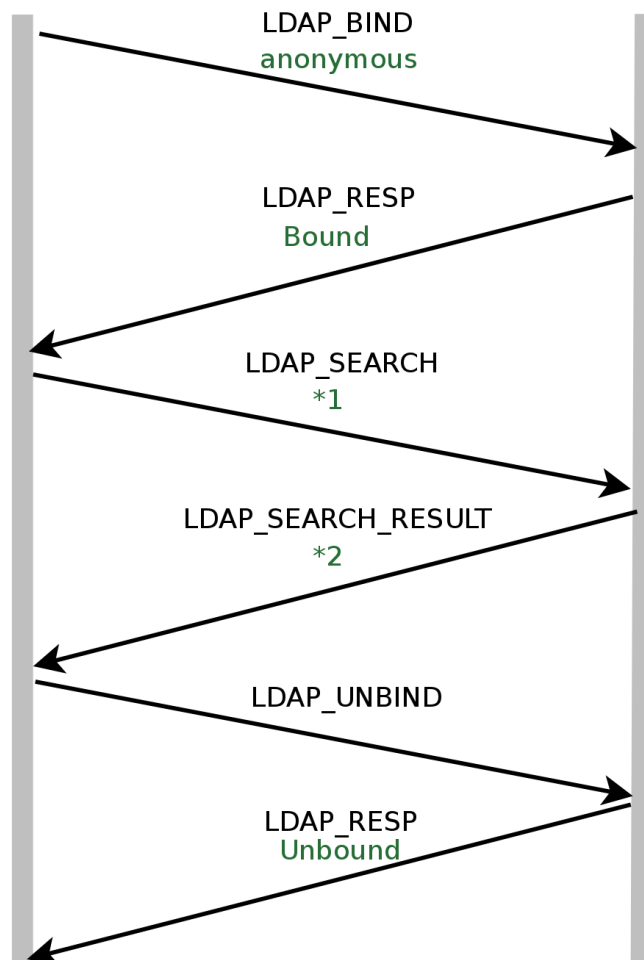 LDAP_BIND
anonymous
LDAP_RESP
Bound
LDAP_SEARCH
*1
LDAP_SEARCH_RESULT
*2
LDAP_UNBIND
LDAP_RESP
Unbound